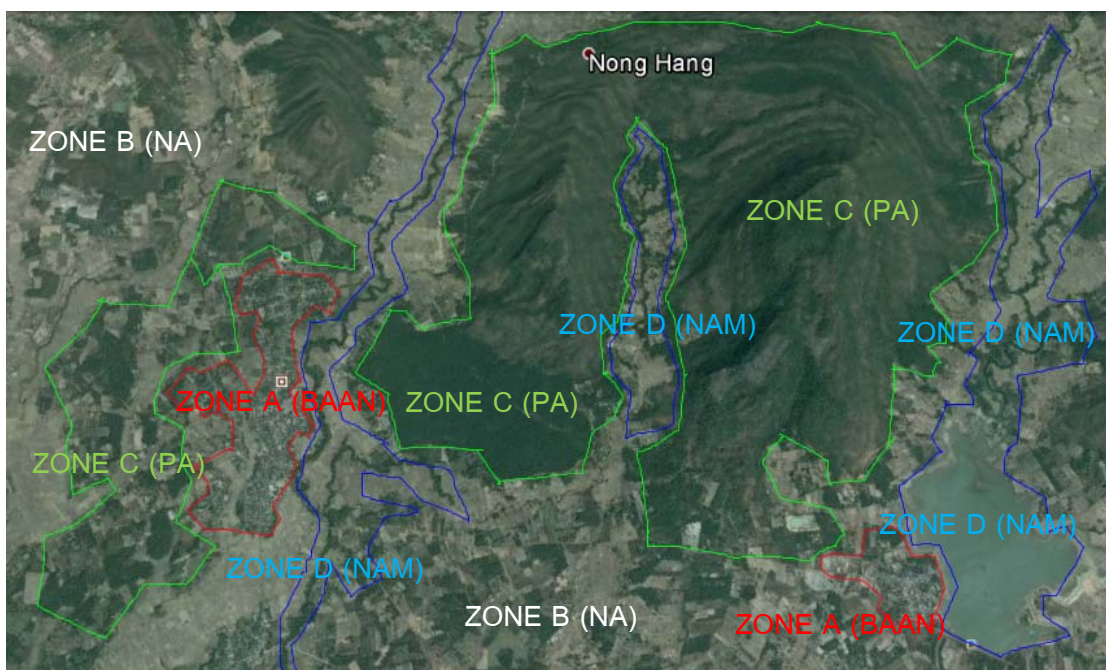 Nong Hang
ZONE B (NA)
ZONE C (PA)
ZONE D (NAM)
ZONE D (NAM)
ZONE A (BAAN)
ZONE C (PA)
ZONE C (PA)
ZONE D (NAM)
ZONE D (NAM)
ZONE B (NA)
ZONE A (BAAN)